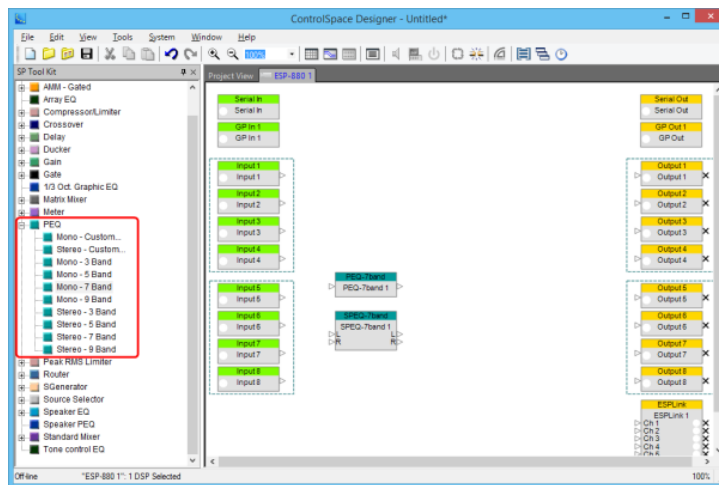 ControlSpace Designer - Untitled*
File Edit View Tools System Window Help
100%
SP Tool Kit
Project View ESP-880 1
AMM - Gated
Array EQ
Compressor/Limiter
Crossover
Delay
Ducker
Gain
Gate
1/3 Oct. Graphic EQ
Matrix Mixer
Meter
PEQ
Mono - Custom...
Stereo - Custom...
Mono - 3 Band
Mono - 5 Band
Mono - 7 Band
Mono - 9 Band
Stereo - 3 Band
Stereo - 5 Band
Stereo - 7 Band
Stereo - 9 Band
Peak RMS Limiter
Router
SGenerator
Source Selector
Speaker EQ
Speaker PEQ
Standard Mixer
Tone control EQ
Serial In
Serial In
GP In 1
GP In 1
Input 1
Input 1
Input 2
Input 2
Input 3
Input 3
Input 4
Input 4
Input 5
Input 5
Input 6
Input 6
Input 7
Input 7
Input 8
Input 8
PEQ-7band
PEQ-7band 1
SPEQ-7band
SPEQ-7band 1
L L
R R
Serial Out
Serial Out
GP Out 1
GP Out
Output 1
Output 1
Output 2
Output 2
Output 3
Output 3
Output 4
Output 4
Output 5
Output 5
Output 6
Output 6
Output 7
Output 7
Output 8
Output 8
ESPLink
ESPLink 1
Ch 1
Ch 2
Ch 3
Ch 4
Ch 5
Offline "ESP-880 1": 1 DSP Selected 100%